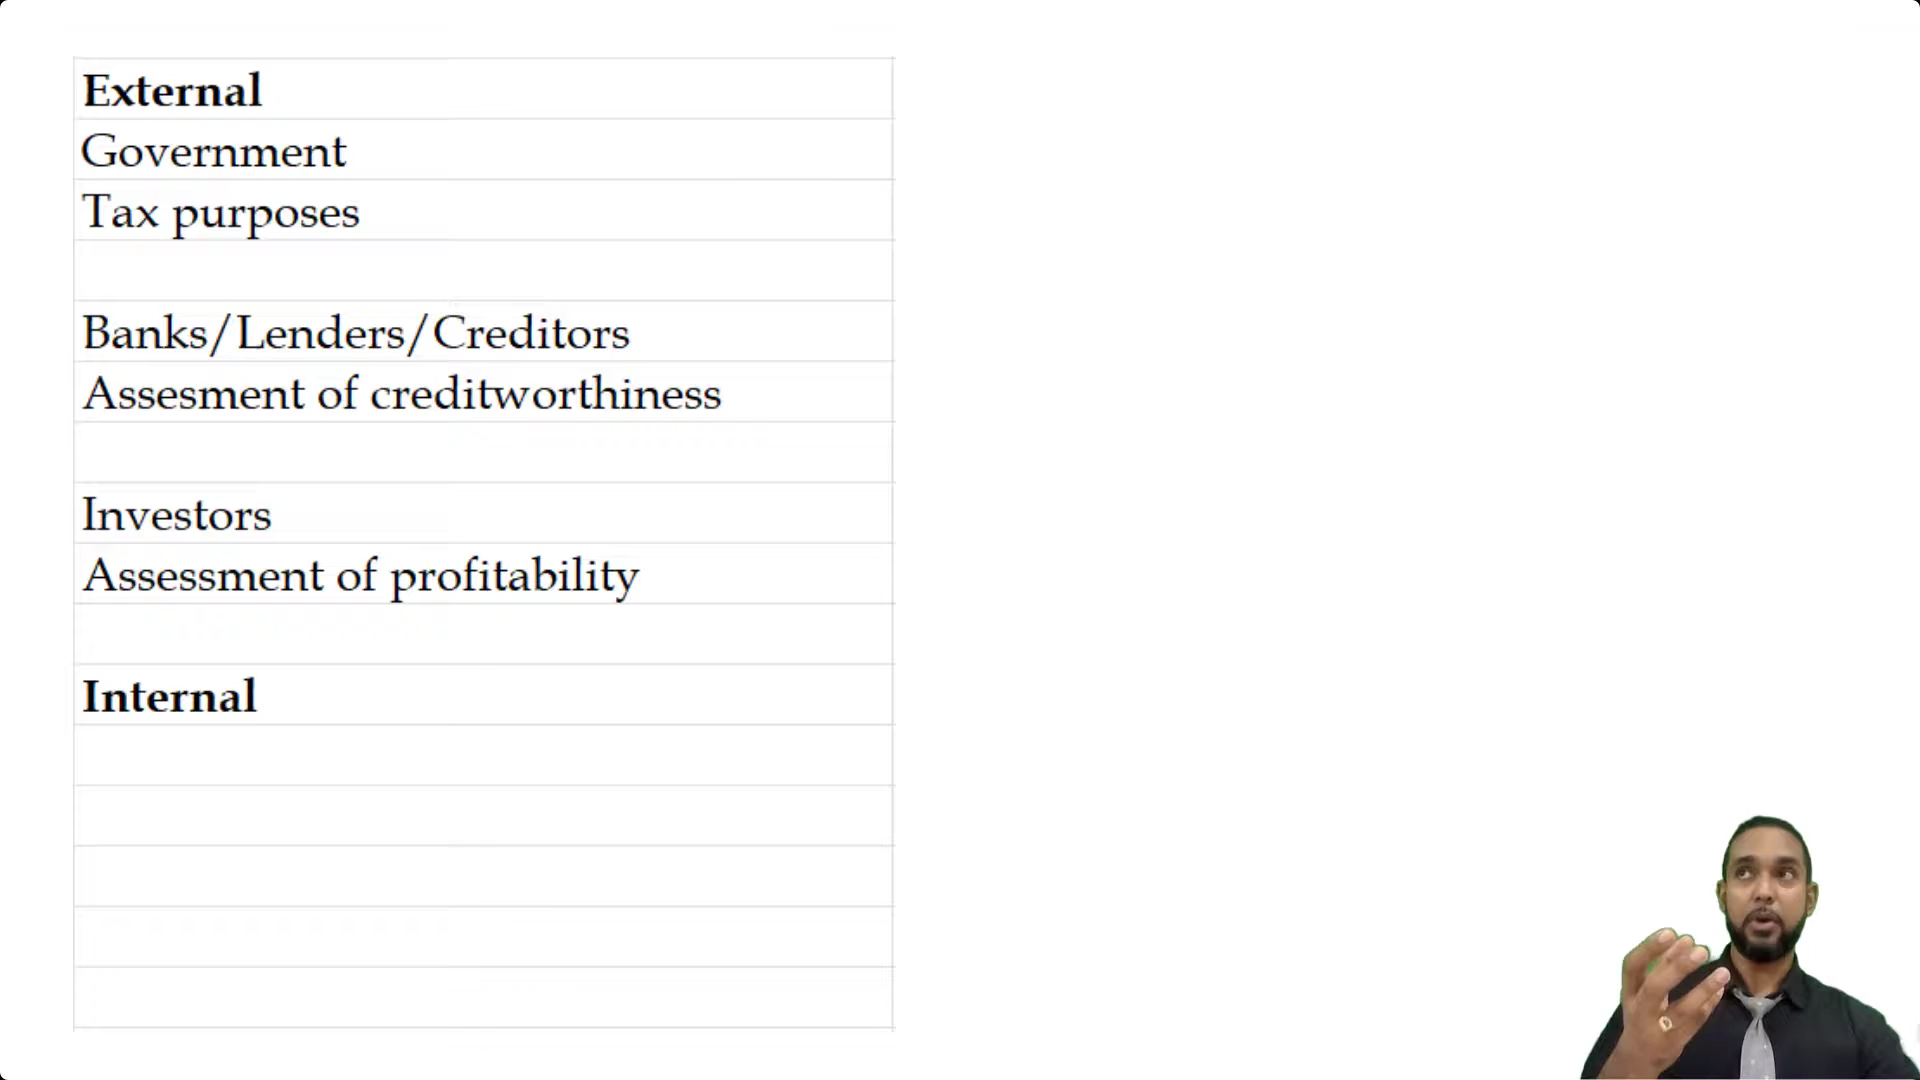 External
Government
Tax purposes
Banks/Lenders/Creditors
Assesment of creditworthiness
Investors
Assessment of profitability
Internal